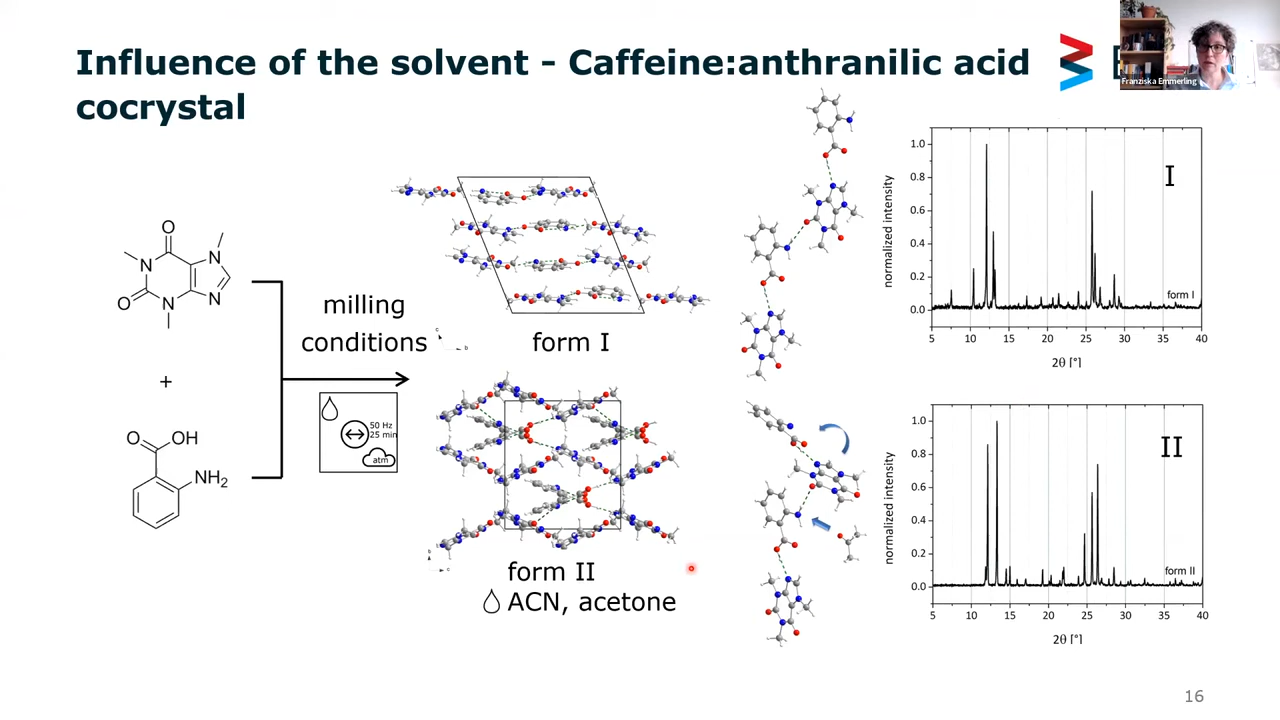 Influence of the solvent - Caffeine:anthranilic acid
cocrystal
Franziska Emmerling
O
N
N
O
N
N
+
O
OH
NH2
milling
conditions
50 Hz
25 min
atm
c
b
form I
b
c
form II
ACN, acetone
I
normalized intensity
1.0
0.8
0.6
0.4
0.2
0.0
form I
5 10 15 20 25 30 35 40
2θ [°]
II
normalized intensity
1.0
0.8
0.6
0.4
0.2
0.0
form II
5 10 15 20 25 30 35 40
2θ [°]
16